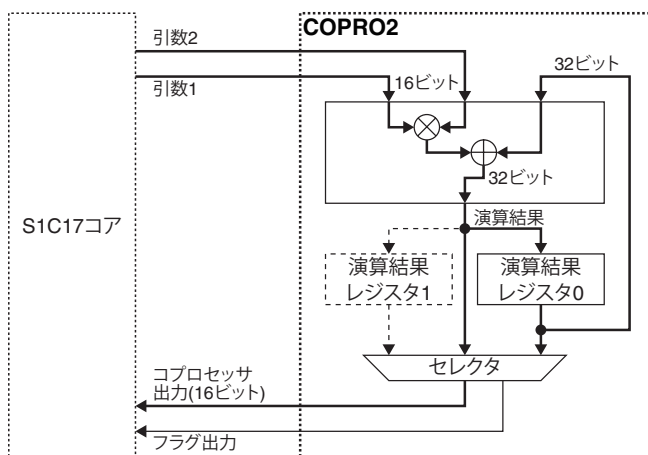 COPRO2
引数2
引数1
16ビット
32ビット
32ビット
S1C17コア
演算結果
演算結果
レジスタ1
演算結果
レジスタ0
セレクタ
コプロセッサ
出力(16ビット)
フラグ出力